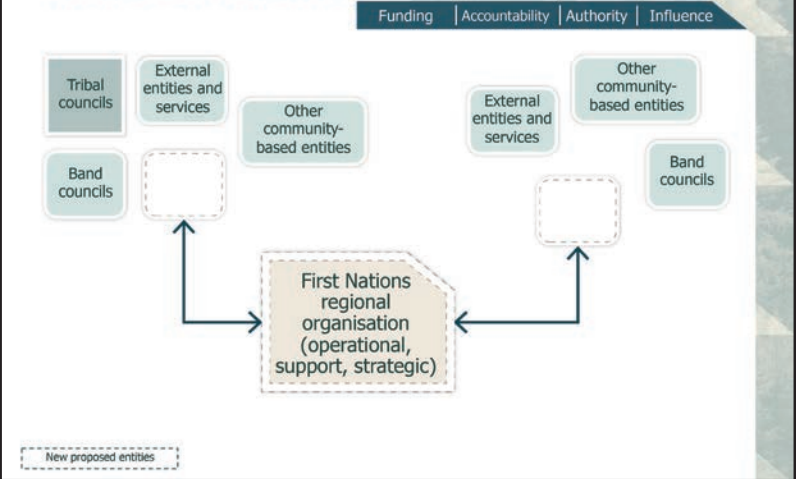 Funding | Accountability | Authority | Influence
Tribal
councils
External
entities and
services
Other
community-
based entities
Band
councils
External
entities and
services
Other
community-
based entities
Band
councils
First Nations
regional
organisation
(operational,
support, strategic)
New proposed entities